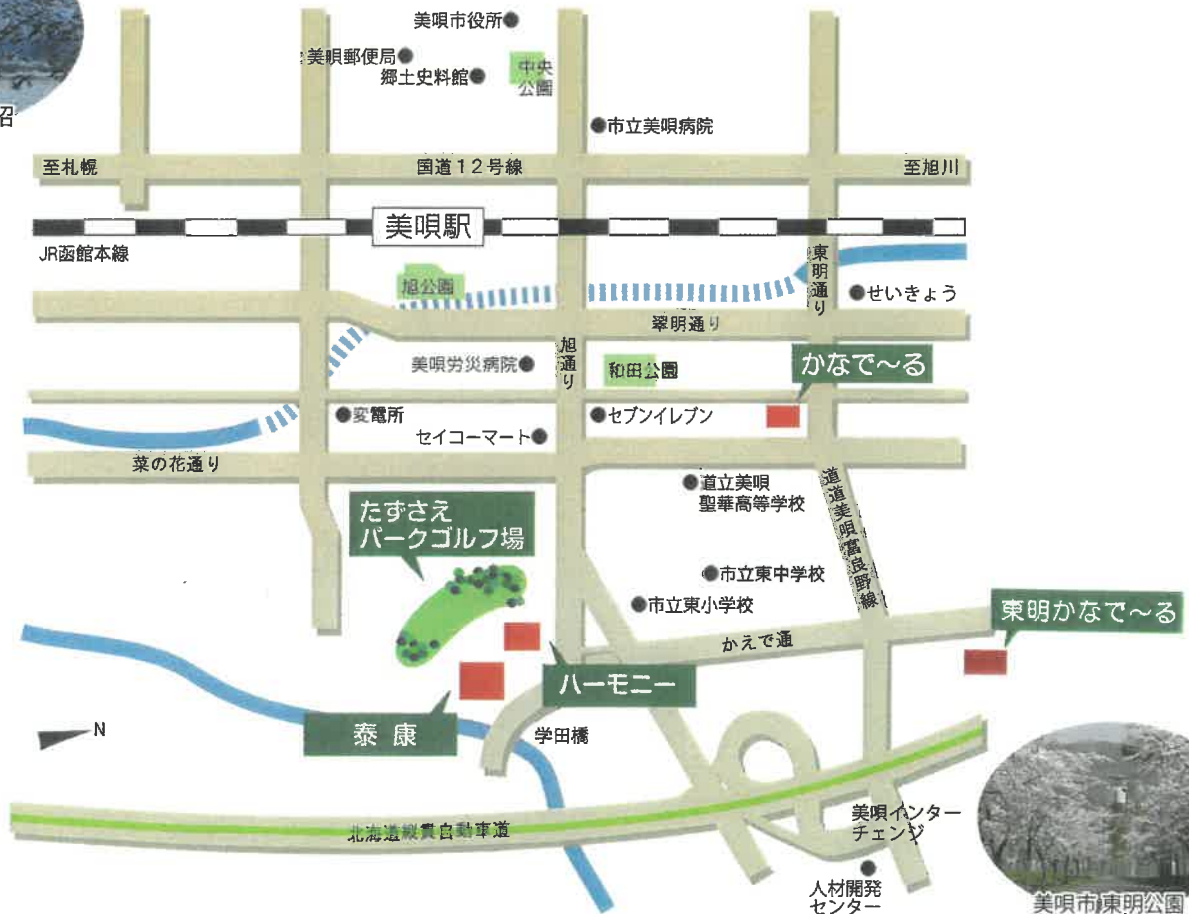 美唄市役所
美唄郵便局
郷土史料館
中央
公園
沼
市立美唄病院
至札幌
国道12号線
至旭川
美唄駅
JR函館本線
旭公園
東明通り
せいきょう
翠明通り
美唄労災病院
旭通り
和田公園
かなで~る
変電所
セブンイレブン
セイコーマート
菜の花通り
道立美唄
聖華高等学校
道道美唄富良野線
たずさえ
パークゴルフ場
市立東中学校
市立東小学校
東明かなで~る
かえで通
ハーモニー
泰康
N
学田橋
美唄インター
チェンジ
北海道縦貫自動車道
人材開発
センター
美唄市東明公園